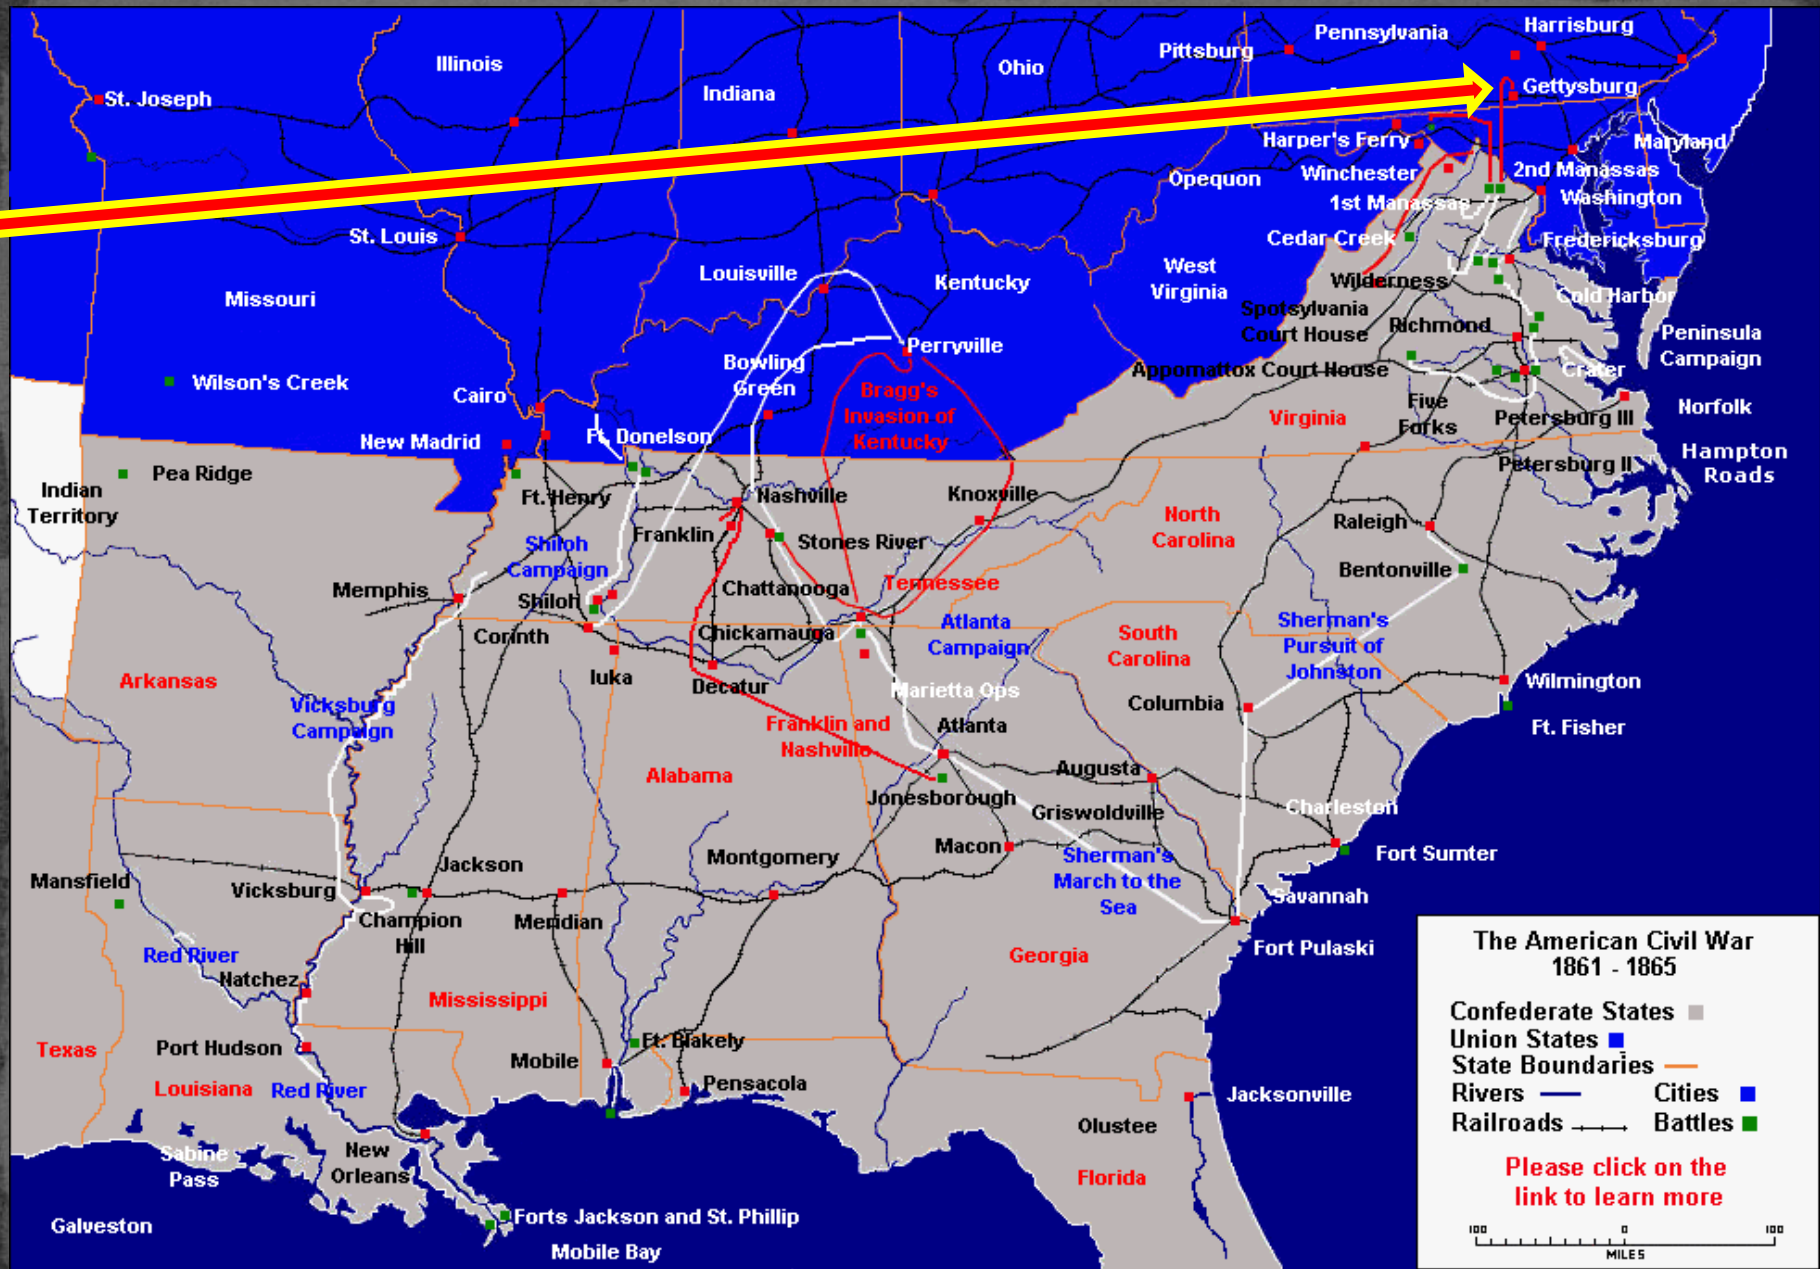 Pennsylvania
Harrisburg
Pittsburg
Illinois
Ohio
Indiana
Gettysburg
St. Joseph
Harper's Ferry
Maryland
Winchester
2nd Manassas
Opequon
Washington
1st Manassas
St. Louis
Cedar Creek
Fredericksburg
Louisville
West
Virginia
Kentucky
Wilderness
Missouri
Cold Harbor
Spotsylvania
Court House
Richmond
Peninsula
Campaign
Perryville
Bowling
Green
Appomattox Court House
Crater
Wilson's Creek
Cairo
Bragg's
Invasion of
Kentucky
Five
Forks
Norfolk
Virginia
Petersburg III
New Madrid
Ft. Donelson
Hampton
Roads
Petersburg II
Pea Ridge
Indian
Territory
Ft. Henry
Nashville
Knoxville
North
Carolina
Raleigh
Franklin
Stones River
Shiloh
Campaign
Bentonville
Memphis
Chattanooga
Tennessee
Shiloh
Corinth
Chickamauga
Atlanta
Campaign
South
Carolina
Sherman's
Pursuit of
Johnston
Iuka
Decatur
Arkansas
Marietta Ops
Wilmington
Columbia
Vicksburg
Campaign
Franklin and
Nashville
Atlanta
Ft. Fisher
Alabama
Augusta
Jonesborough
Griswoldville
Charleston
Macon
Montgomery
Fort Sumter
Jackson
Sherman's
March to the
Sea
Mansfield
Vicksburg
Savannah
Champion
Hill
Meridian
Red River
Georgia
Fort Pulaski
Natchez
Mississippi
Texas
Port Hudson
Ft. Blakely
Mobile
Louisiana
Red River
Pensacola
Jacksonville
Olustee
New
Orleans
Sabine
Pass
Florida
Galveston
Forts Jackson and St. Phillip
Mobile Bay
The American Civil War
1861 - 1865
Confederate States
Union States
State Boundaries
Rivers
Cities
Railroads
Battles
Please click on the
link to learn more
100 0 100
MILES